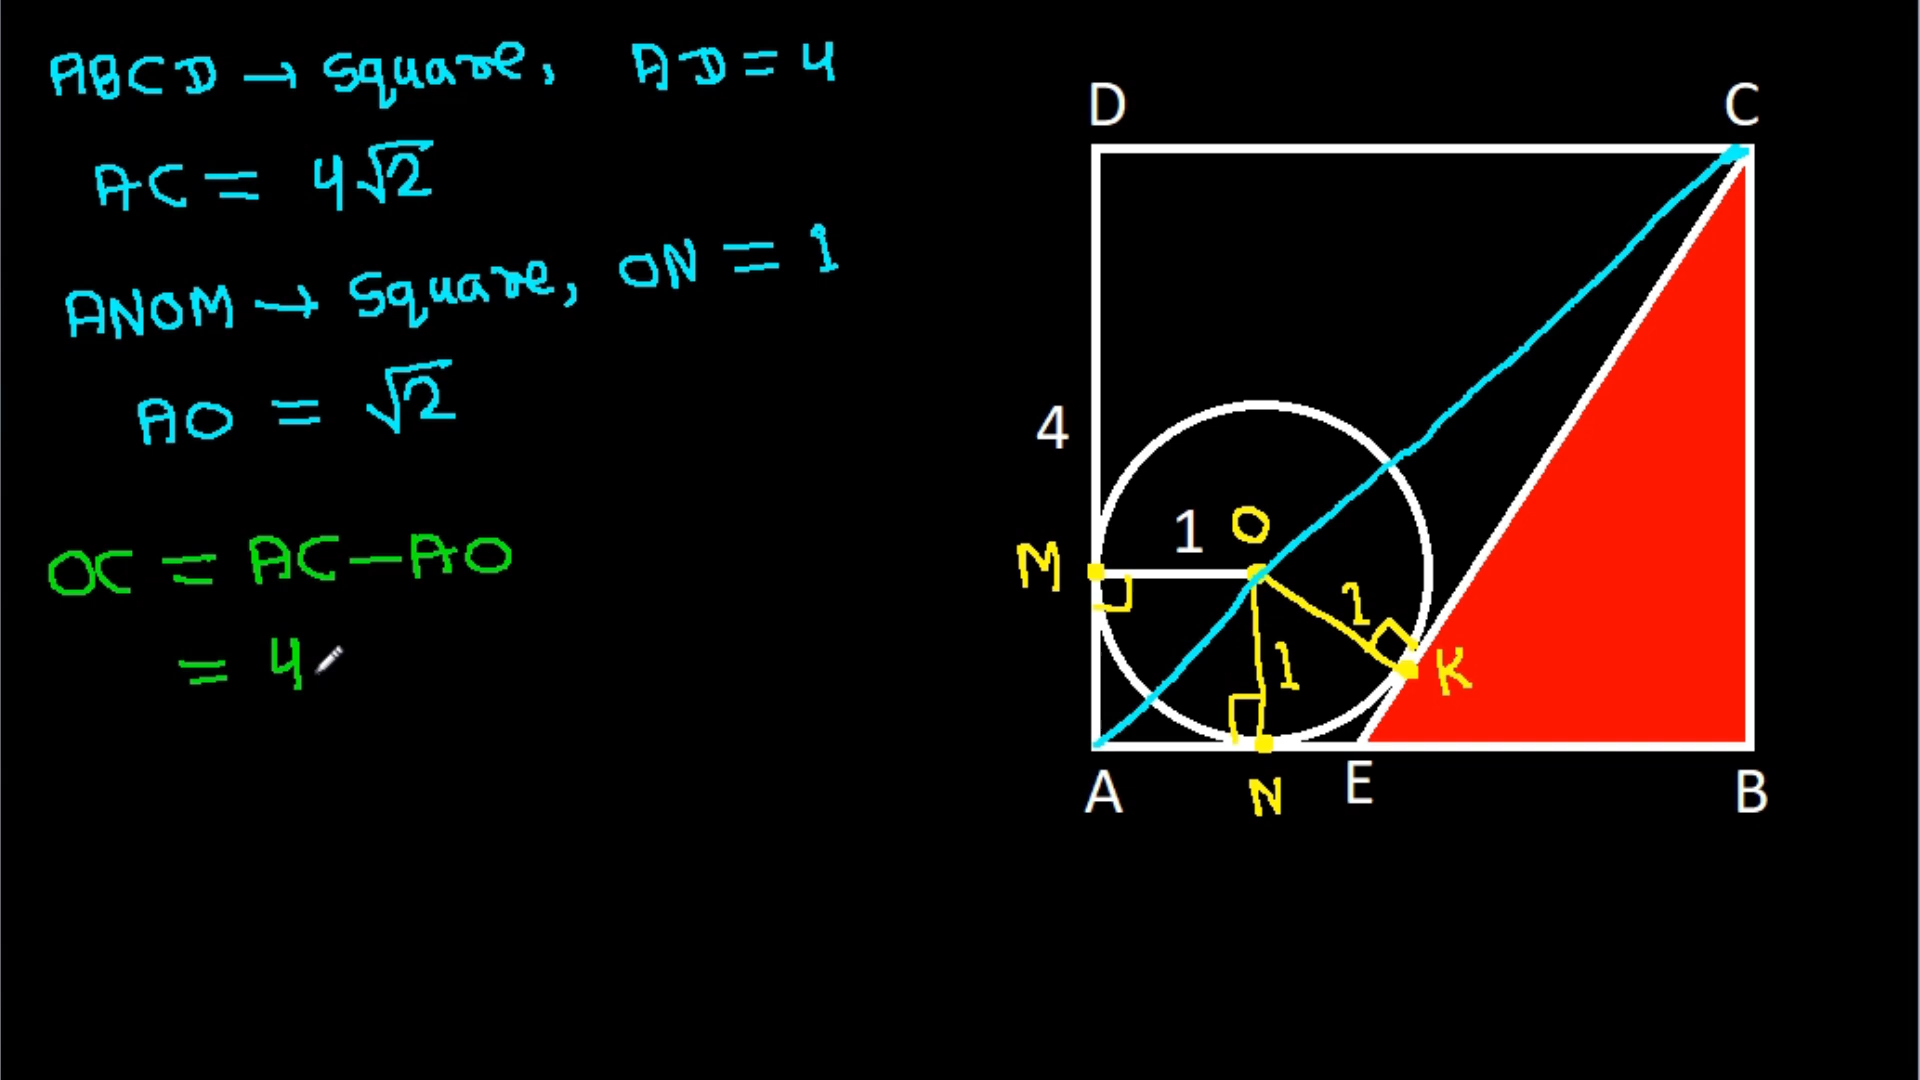 ABCD → Square, AD = 4
AC = 4√2
ANOM → Square, ON = 1
AO = √2
OC = AC - AO
= 4
D
C
4
1
O
M
1
1
K
A
N
E
B